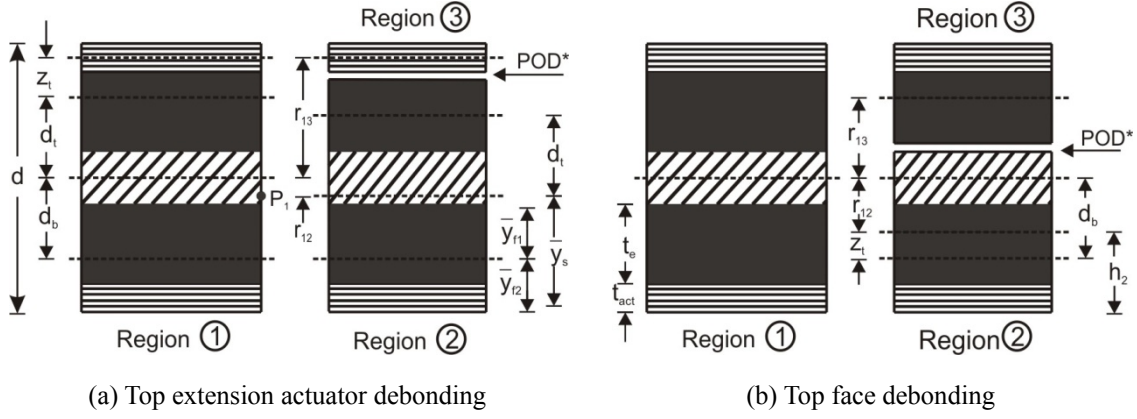 Region ③
POD*
d
z_t
d_t
d_b
P_1
r_13
r_12
d_t
ȳ_f1
ȳ_f2
ȳ_s
Region ①
Region ②
(a) Top extension actuator debonding
Region ③
POD*
r_13
r_12
z_t
d_b
h_2
t_e
t_act
Region ①
Region ②
(b) Top face debonding